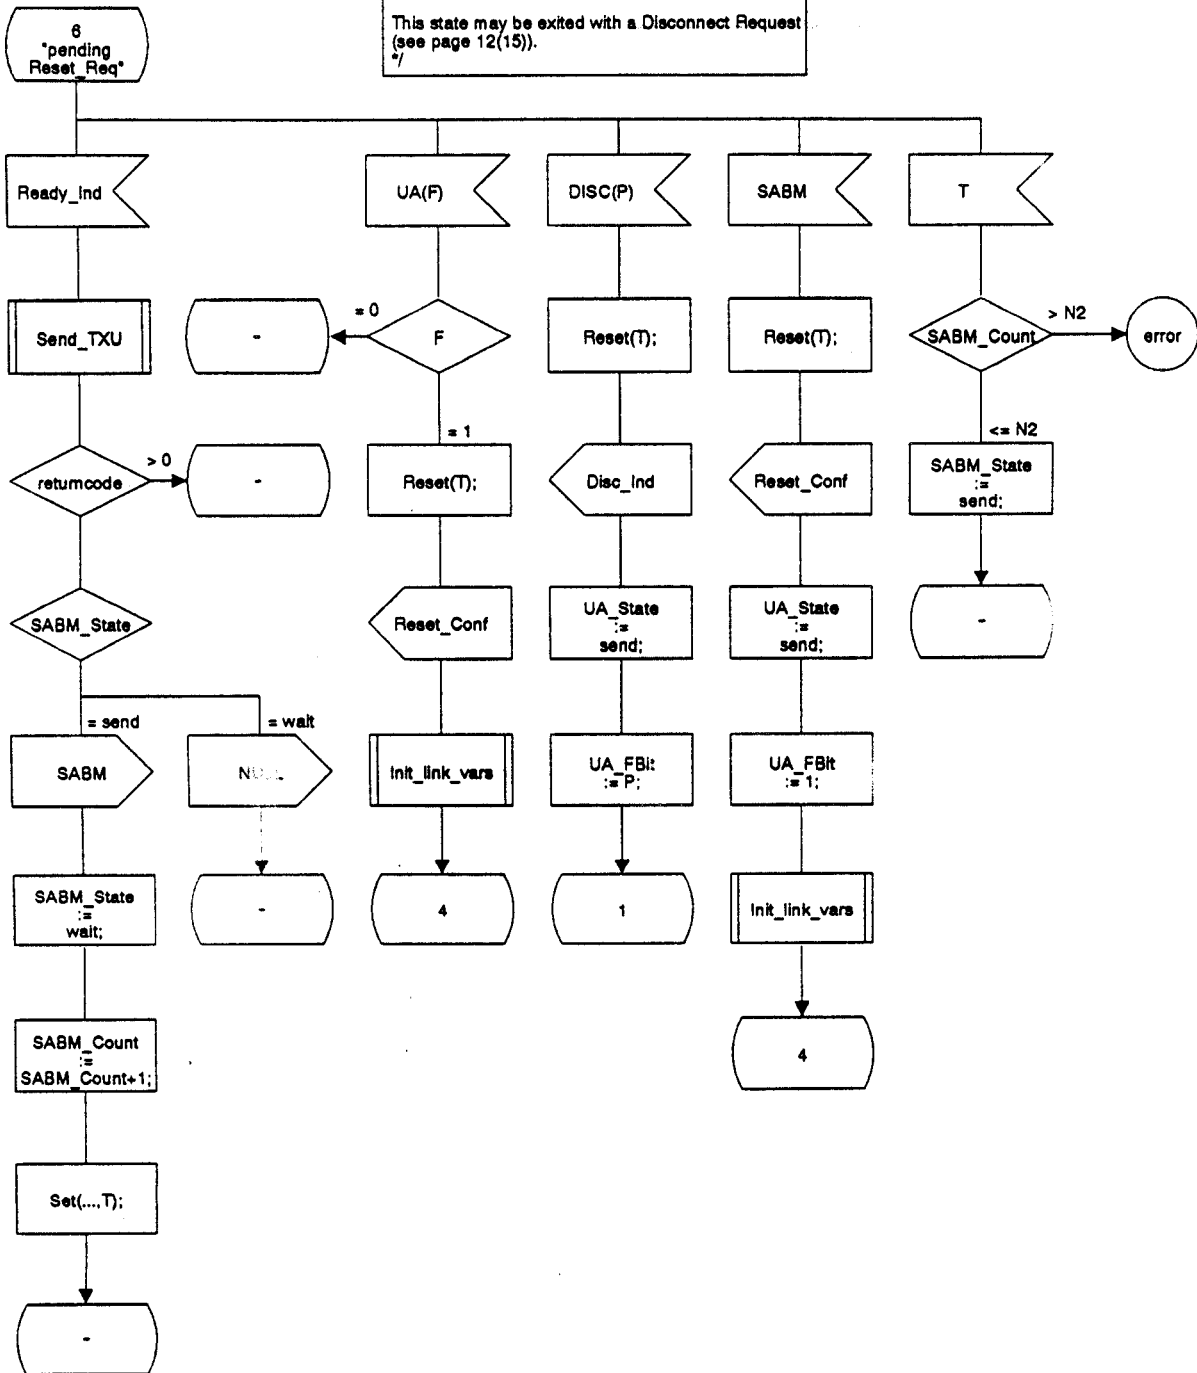 6
"pending
Reset_Req"
This state may be exited with a Disconnect Request
(see page 12(15)).
*/
Ready_Ind
UA(F)
DISC(P)
SABM
T
Send_TXU
-
= 0
F
Reset(T);
Reset(T);
SABM_Count
> N2
error
= 1
<= N2
returncode
> 0
-
Reset(T);
Disc_Ind
Reset_Conf
SABM_State
:=
send;
SABM_State
Reset_Conf
UA_State
:=
send;
UA_State
:=
send;
-
= send
= wait
SABM
NULL
Init_link_vars
UA_FBit
:= P;
UA_FBit
:= 1;
SABM_State
:=
wait;
-
4
1
Init_link_vars
SABM_Count
:=
SABM_Count+1;
4
Set(...,T);
-